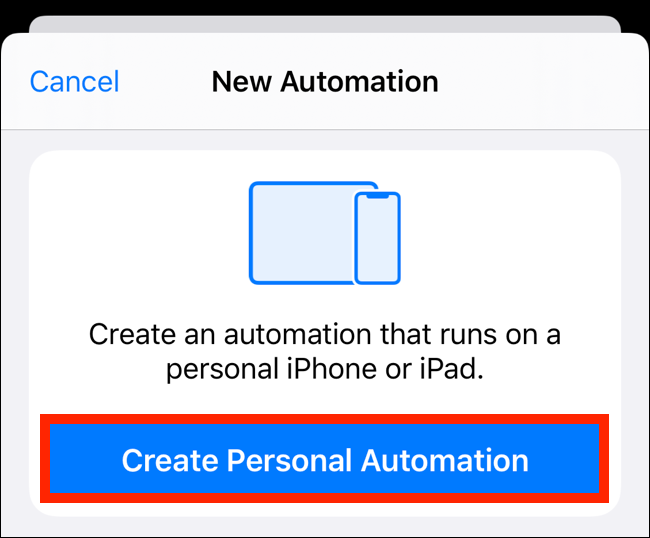 Cancel New Automation
Create an automation that runs on a
personal iPhone or iPad.
Create Personal Automation